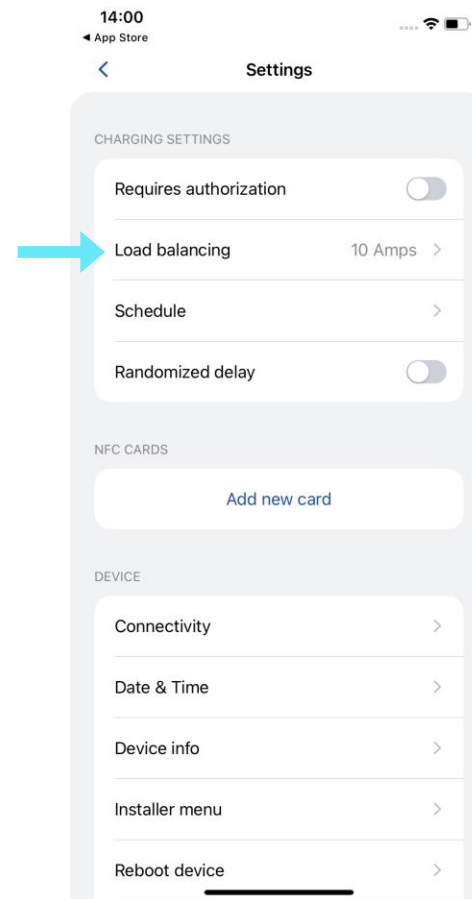 14:00
◀ App Store
Settings
CHARGING SETTINGS
Requires authorization
Load balancing 10 Amps
Schedule
Randomized delay
NFC CARDS
Add new card
DEVICE
Connectivity
Date & Time
Device info
Installer menu
Reboot device